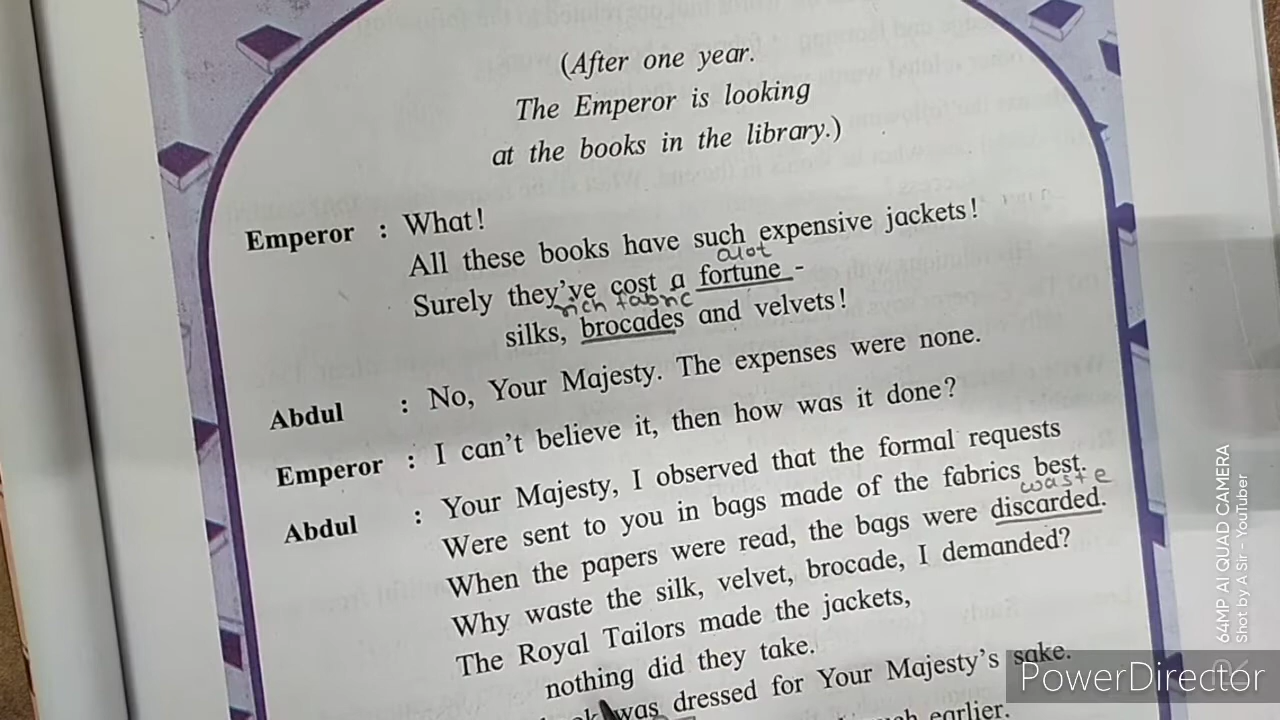 (After one year.
The Emperor is looking
at the books in the library.)
Emperor : What!
All these books have such expensive jackets!
alot
Surely they've cost a fortune -
rich fabric
silks, brocades and velvets!
Abdul : No, Your Majesty. The expenses were none.
Emperor : I can't believe it, then how was it done?
Abdul : Your Majesty, I observed that the formal requests
Were sent to you in bags made of the fabrics best.
waste
When the papers were read, the bags were discarded.
Why waste the silk, velvet, brocade, I demanded?
The Royal Tailors made the jackets,
nothing did they take.
was dressed for Your Majesty's sake.
earlier.
64MP AI QUAD CAMERA
Shot by A Sir - YouTuber
PowerDirector